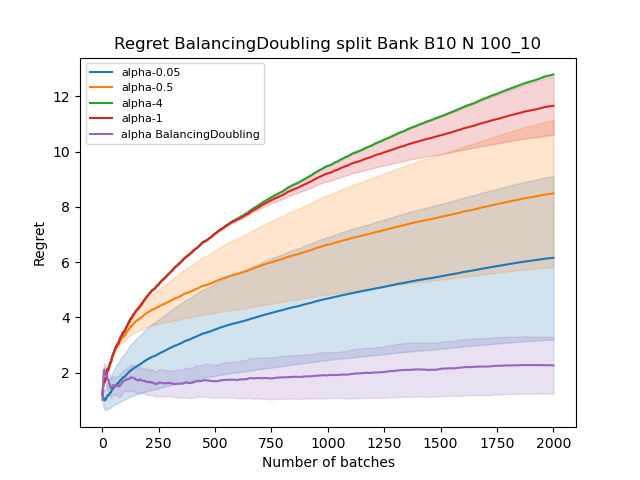 Regret BalancingDoubling split Bank B10 N 100_10
alpha-0.05
alpha-0.5
alpha-4
alpha-1
alpha BalancingDoubling
12
10
8
6
4
2
Regret
0
250
500
750
1000
1250
1500
1750
2000
Number of batches